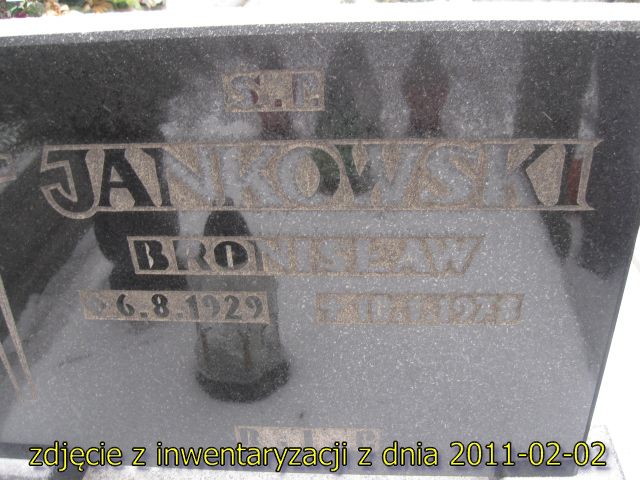 Ś.P.
JANKOWSKI
BRONISŁAW
* 6.8.1929
R.I.P
zdjęcie z inwentaryzacji z dnia 2011-02-02